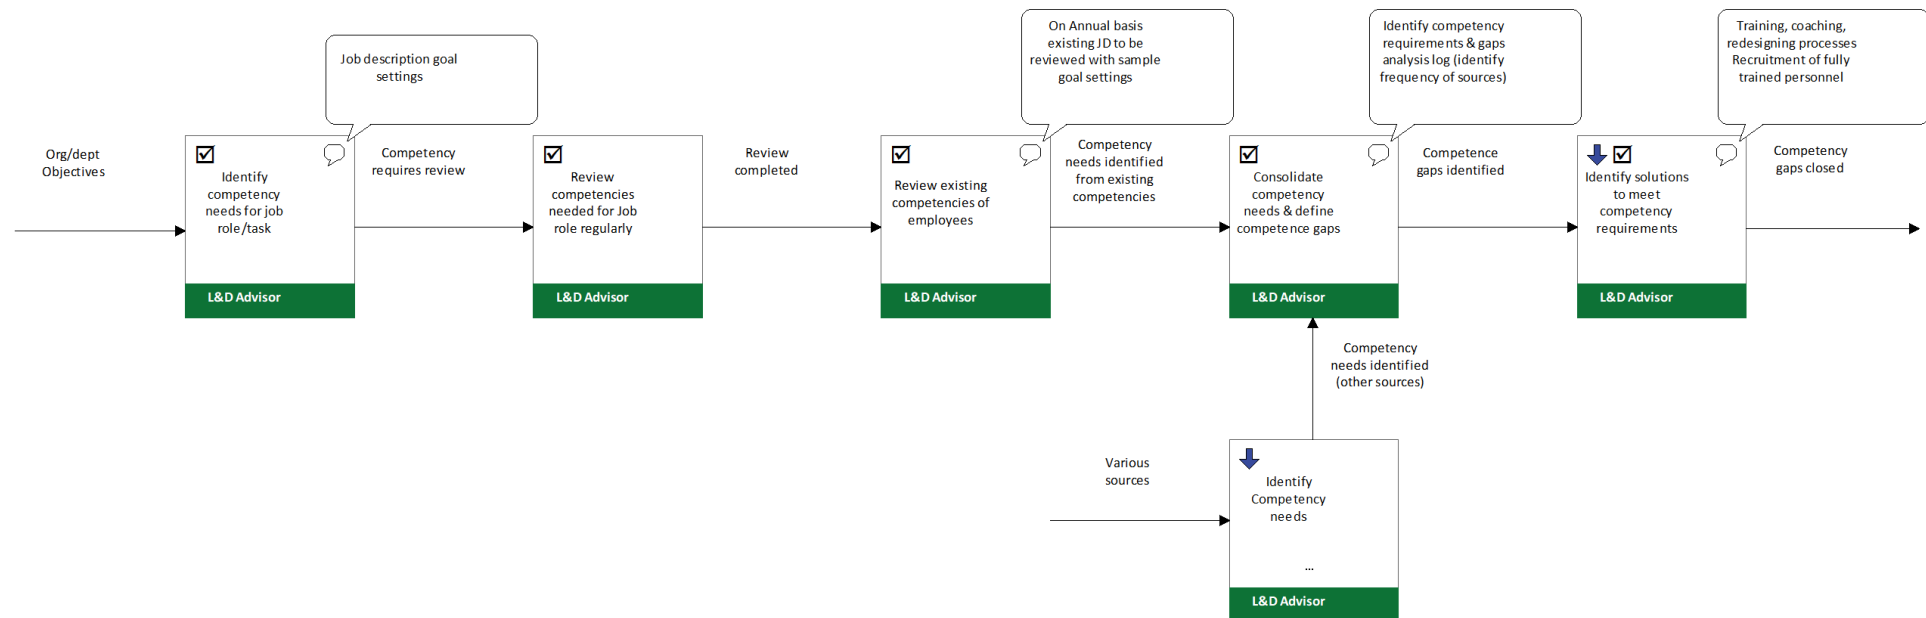 Job description goal
settings
On Annual basis
existing JD to be
reviewed with sample
goal settings
Identify competency
requirements & gaps
analysis log (identify
frequency of sources)
Training, coaching,
redesigning processes
Recruitment of fully
trained personnel
Org/dept
Objectives
Identify
competency
needs for job
role/task
L&D Advisor
Competency
requires review
Review
competencies
needed for Job
role regularly
L&D Advisor
Review
completed
Review existing
competencies of
employees
L&D Advisor
Competency
needs identified
from existing
competencies
Consolidate
competency
needs & define
competence gaps
L&D Advisor
Competence
gaps identified
Identify solutions
to meet
competency
requirements
L&D Advisor
Competency
gaps closed
Competency
needs identified
(other sources)
Various
sources
Identify
Competency
needs
...
L&D Advisor